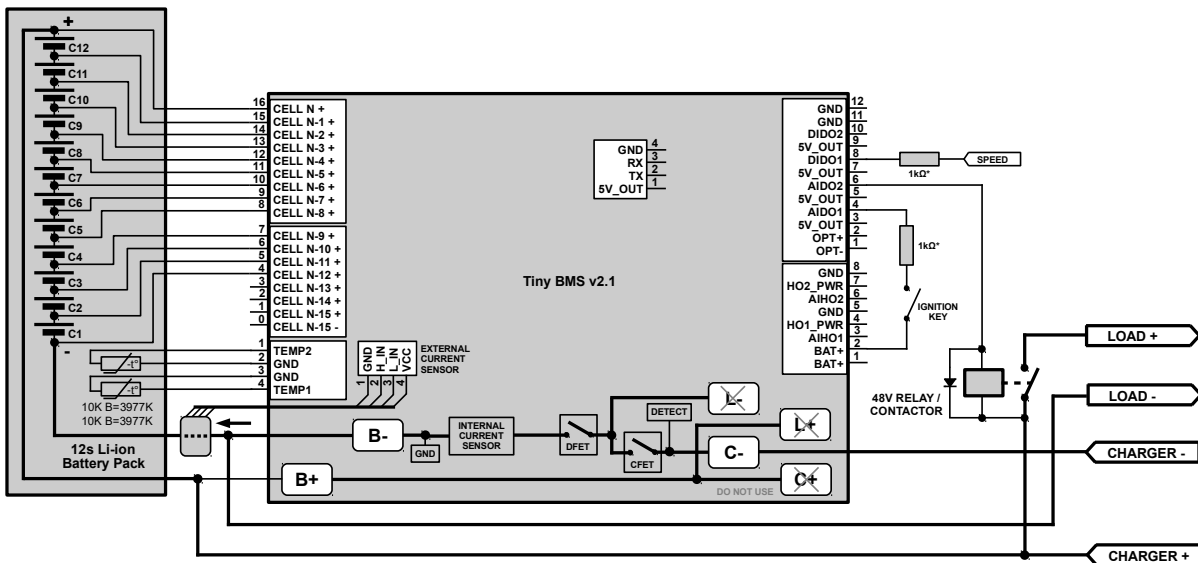 +
C12
C11
C10
C9
C8
C7
C6
C5
C4
C3
C2
C1
-
12s Li-ion
Battery Pack
16 CELL N +
15 CELL N-1 +
14 CELL N-2 +
13 CELL N-3 +
12 CELL N-4 +
11 CELL N-5 +
10 CELL N-6 +
9 CELL N-7 +
8 CELL N-8 +
7 CELL N-9 +
6 CELL N-10 +
5 CELL N-11 +
4 CELL N-12 +
3 CELL N-13 +
2 CELL N-14 +
1 CELL N-15 +
0 CELL N-15 -
1 TEMP2
2 GND
3 GND
4 TEMP1
-t°
-t°
10K B=3977K
10K B=3977K
GND H_IN L_IN VCC
1 2 3 4
EXTERNAL
CURRENT
SENSOR
Tiny BMS v2.1
GND 4
RX 3
TX 2
5V_OUT 1
B-
GND
INTERNAL
CURRENT
SENSOR
DFET
CFET
DETECT
L-
L+
C-
C+
B+
DO NOT USE
GND 12
GND 11
DIDO2 10
5V_OUT 9
DIDO1 8
5V_OUT 7
AIDO2 6
5V_OUT 5
AIDO1 4
5V_OUT 3
OPT+ 2
OPT- 1
GND 8
HO2_PWR 7
AIHO2 6
GND 5
HO1_PWR 4
AIHO1 3
BAT+ 2
BAT+ 1
1kΩ*
SPEED
1kΩ*
IGNITION
KEY
48V RELAY /
CONTACTOR
LOAD +
LOAD -
CHARGER -
CHARGER +